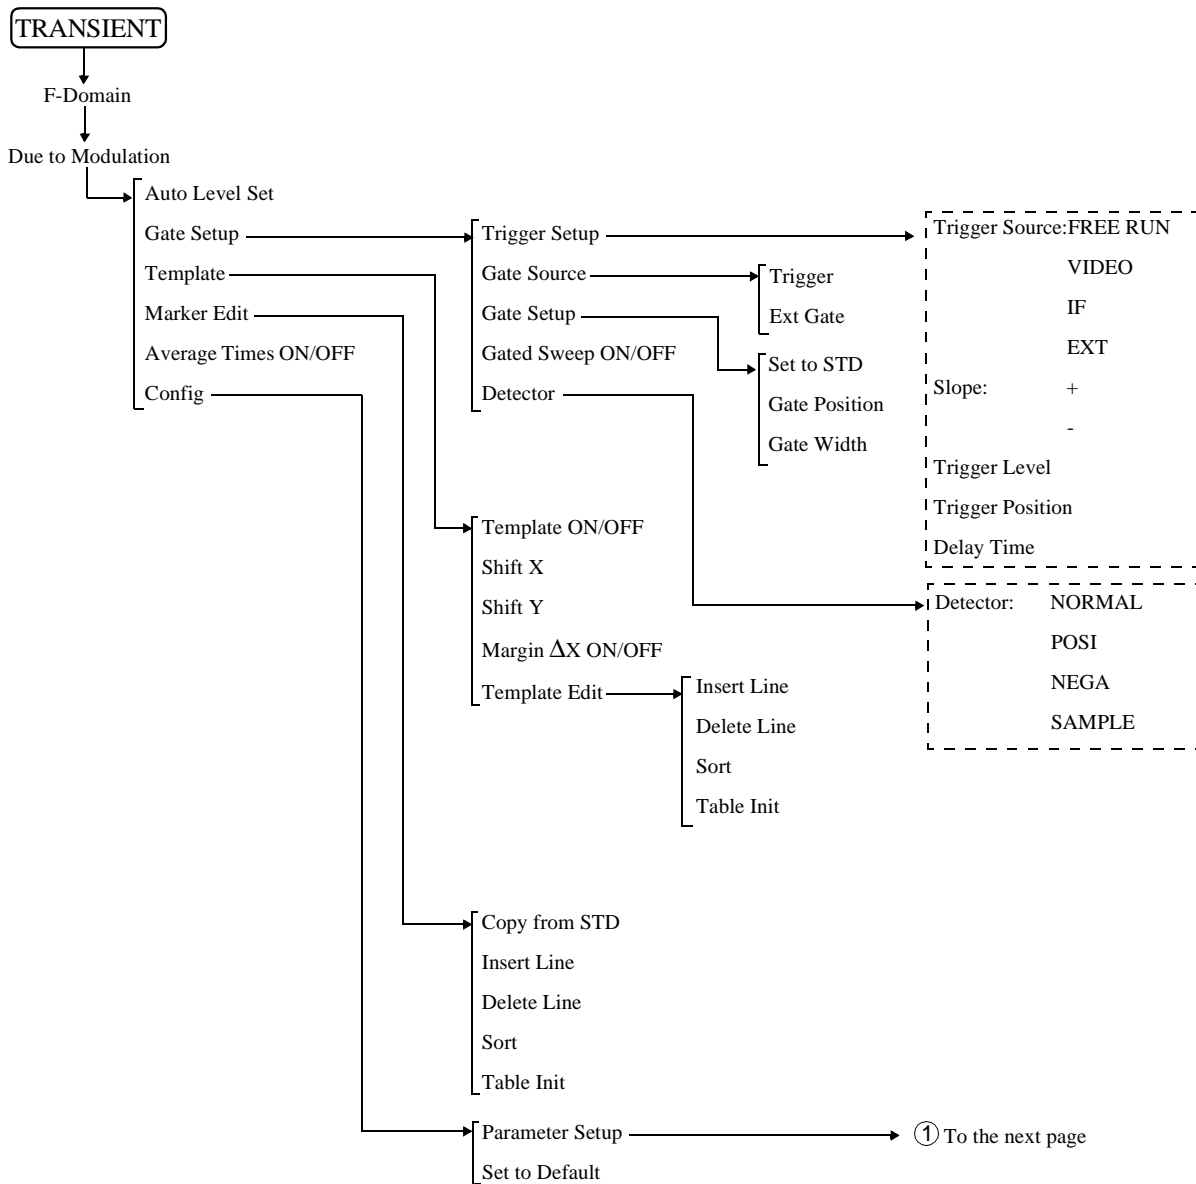 TRANSIENT
F-Domain
Due to Modulation
Auto Level Set
Gate Setup
Template
Marker Edit
Average Times ON/OFF
Config
Trigger Setup
Gate Source
Gate Setup
Gated Sweep ON/OFF
Detector
Trigger
Ext Gate
Set to STD
Gate Position
Gate Width
Trigger Source:FREE RUN
VIDEO
IF
EXT
Slope: +
-
Trigger Level
Trigger Position
Delay Time
Detector: NORMAL
POSI
NEGA
SAMPLE
Template ON/OFF
Shift X
Shift Y
Margin ΔX ON/OFF
Template Edit
Insert Line
Delete Line
Sort
Table Init
Copy from STD
Insert Line
Delete Line
Sort
Table Init
Parameter Setup
① To the next page
Set to Default